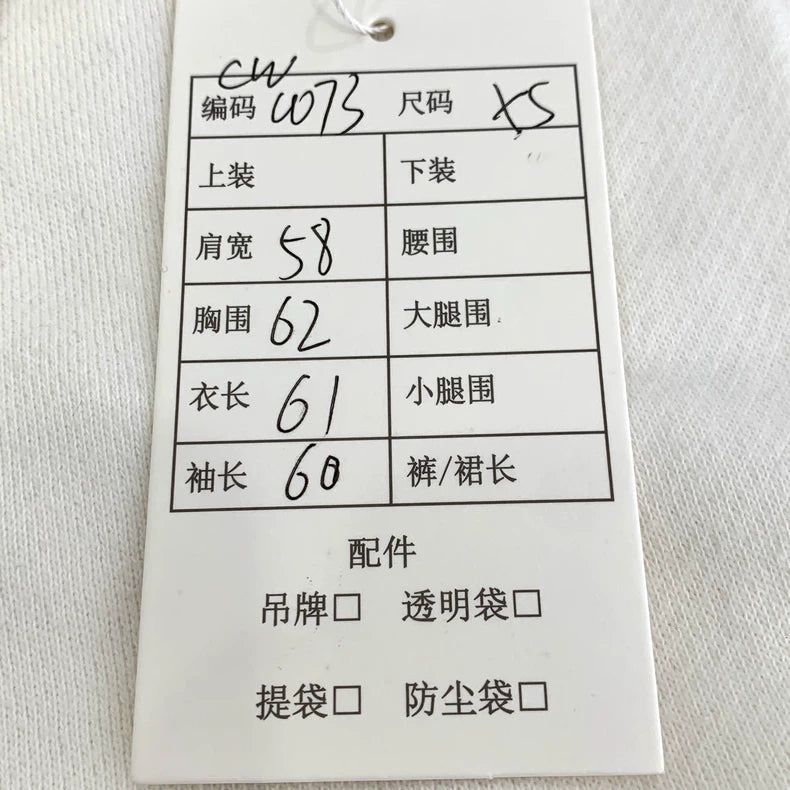 CW
编码 W073 尺码 XS
上装 下装
肩宽 58 腰围
胸围 62 大腿围
衣长 61 小腿围
袖长 60 裤/裙长
配件
吊牌□ 透明袋□
提袋□ 防尘袋□